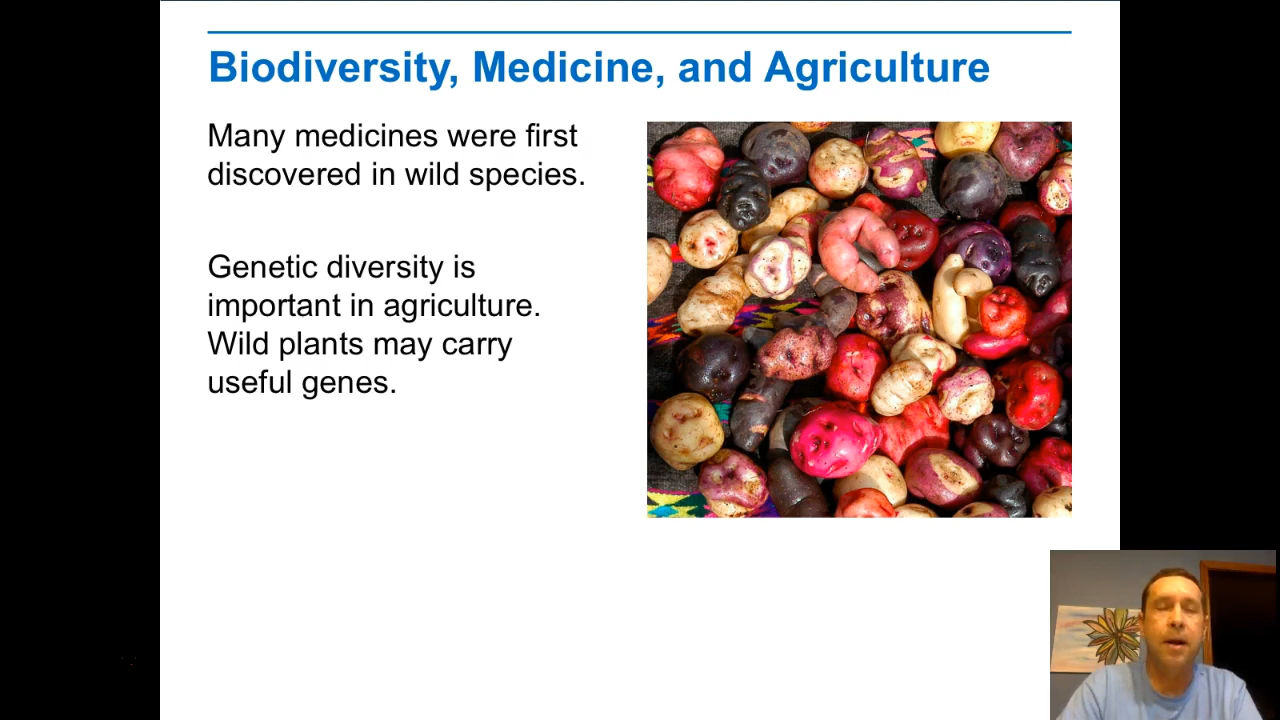 Biodiversity, Medicine, and Agriculture
Many medicines were first
discovered in wild species.
Genetic diversity is
important in agriculture.
Wild plants may carry
useful genes.